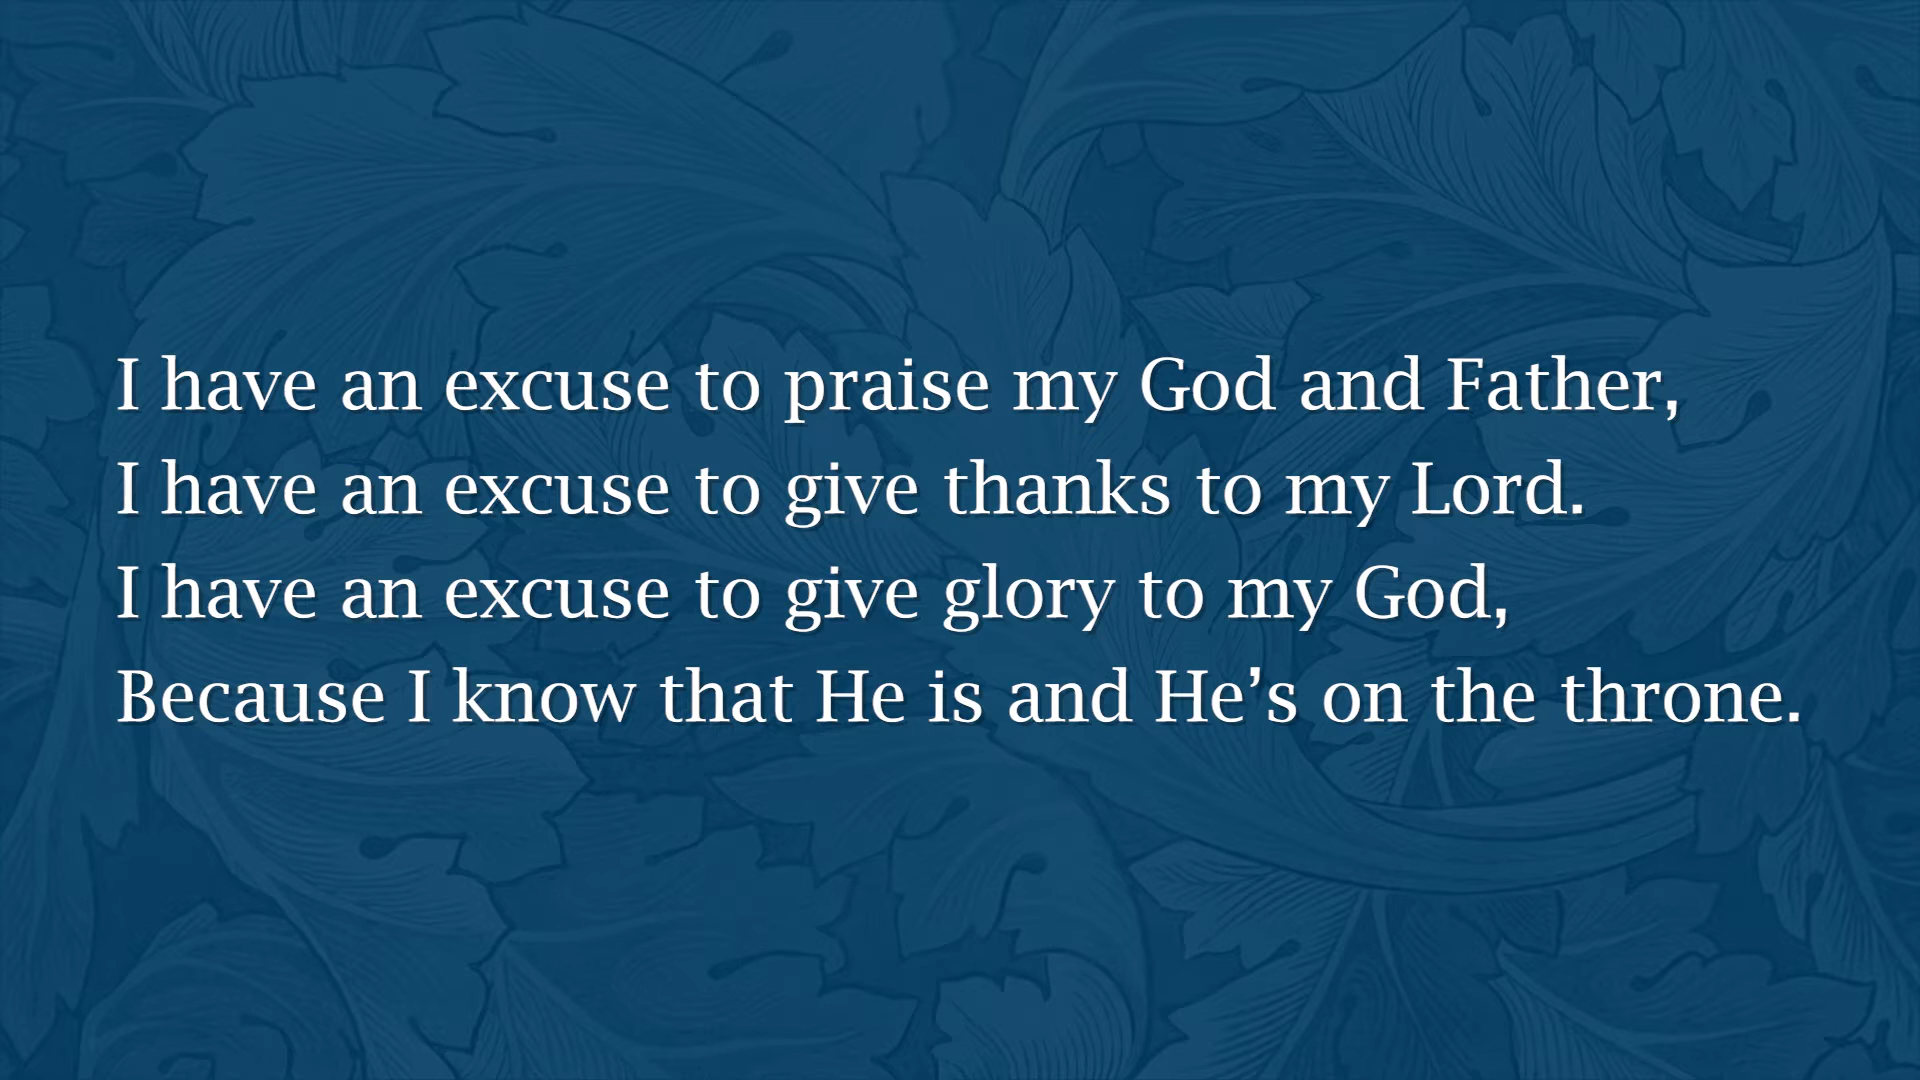 I have an excuse to praise my God and Father,
I have an excuse to give thanks to my Lord.
I have an excuse to give glory to my God,
Because I know that He is and He’s on the throne.